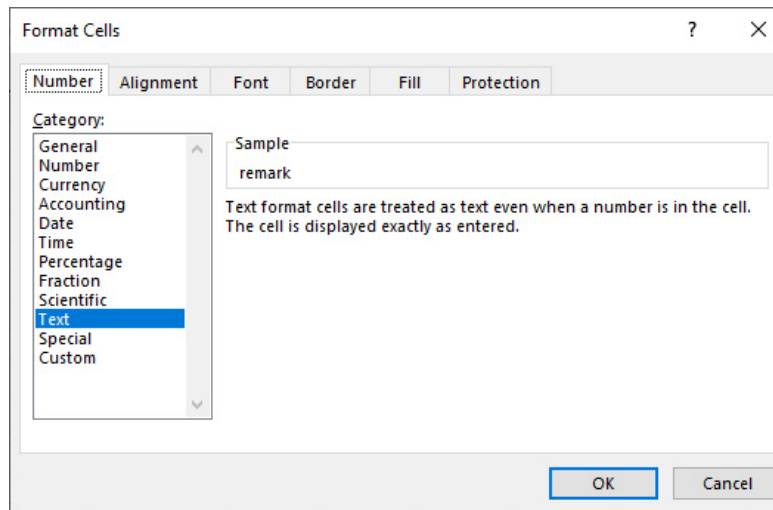 Format Cells ? ×
Number Alignment Font Border Fill Protection
Category:
General
Number
Currency
Accounting
Date
Time
Percentage
Fraction
Scientific
Text
Special
Custom
Sample
remark
Text format cells are treated as text even when a number is in the cell.
The cell is displayed exactly as entered.
OK Cancel